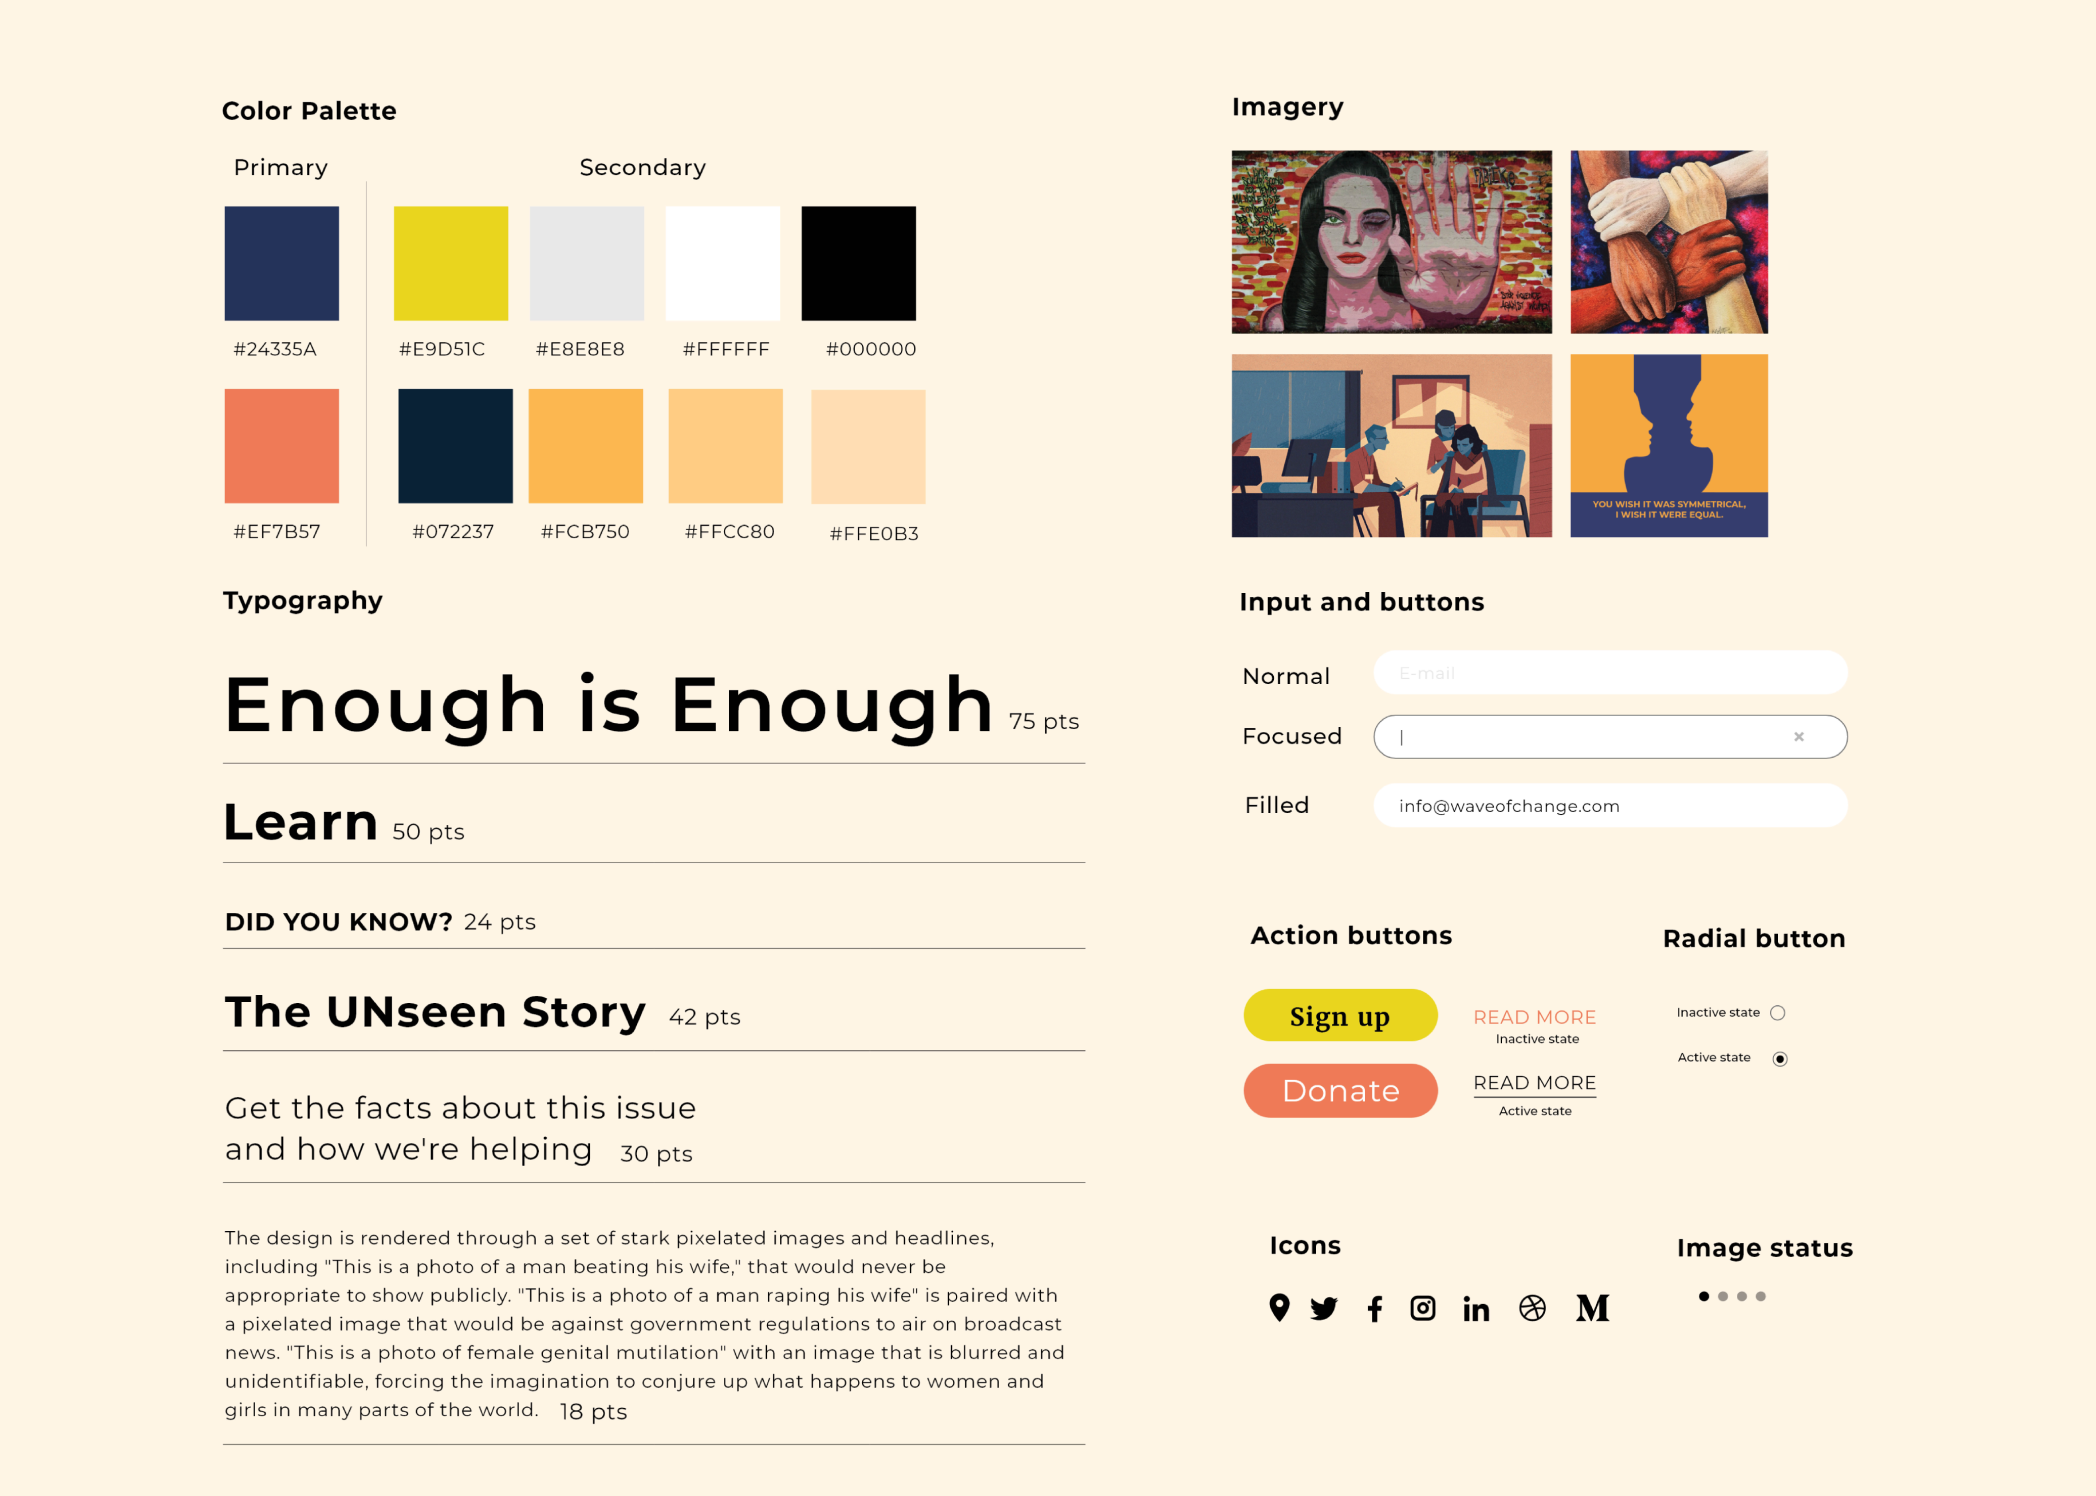 Color Palette
Primary
Secondary
#24335A
#E9D51C
#E8E8E8
#FFFFFF
#000000
#EF7B57
#072237
#FCB750
#FFCC80
#FFE0B3
Typography
Enough is Enough 75 pts
Learn 50 pts
DID YOU KNOW? 24 pts
The UNseen Story 42 pts
Get the facts about this issue
and how we're helping 30 pts
The design is rendered through a set of stark pixelated images and headlines,
including "This is a photo of a man beating his wife," that would never be
appropriate to show publicly. "This is a photo of a man raping his wife" is paired with
a pixelated image that would be against government regulations to air on broadcast
news. "This is a photo of female genital mutilation" with an image that is blurred and
unidentifiable, forcing the imagination to conjure up what happens to women and
girls in many parts of the world. 18 pts
Imagery
YOU WISH IT WAS SYMMETRICAL,
I WISH IT WERE EQUAL.
Input and buttons
Normal E-mail
Focused
Filled info@waveofchange.com
Action buttons
Sign up
Donate
READ MORE
Inactive state
READ MORE
Active state
Radial button
Inactive state
Active state
Icons
Image status